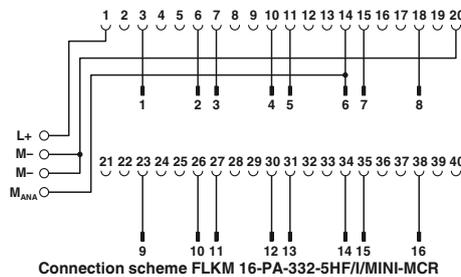 1 2 3 4 5 6 7 8 9 10 11 12 13 14 15 16 17 18 19 20
1 2 3 4 5 6 7 8
L+
M–
M–
MANA
21 22 23 24 25 26 27 28 29 30 31 32 33 34 35 36 37 38 39 40
9 10 11 12 13 14 15 16
Connection scheme FLKM 16-PA-332-5HF/I/MINI-MCR